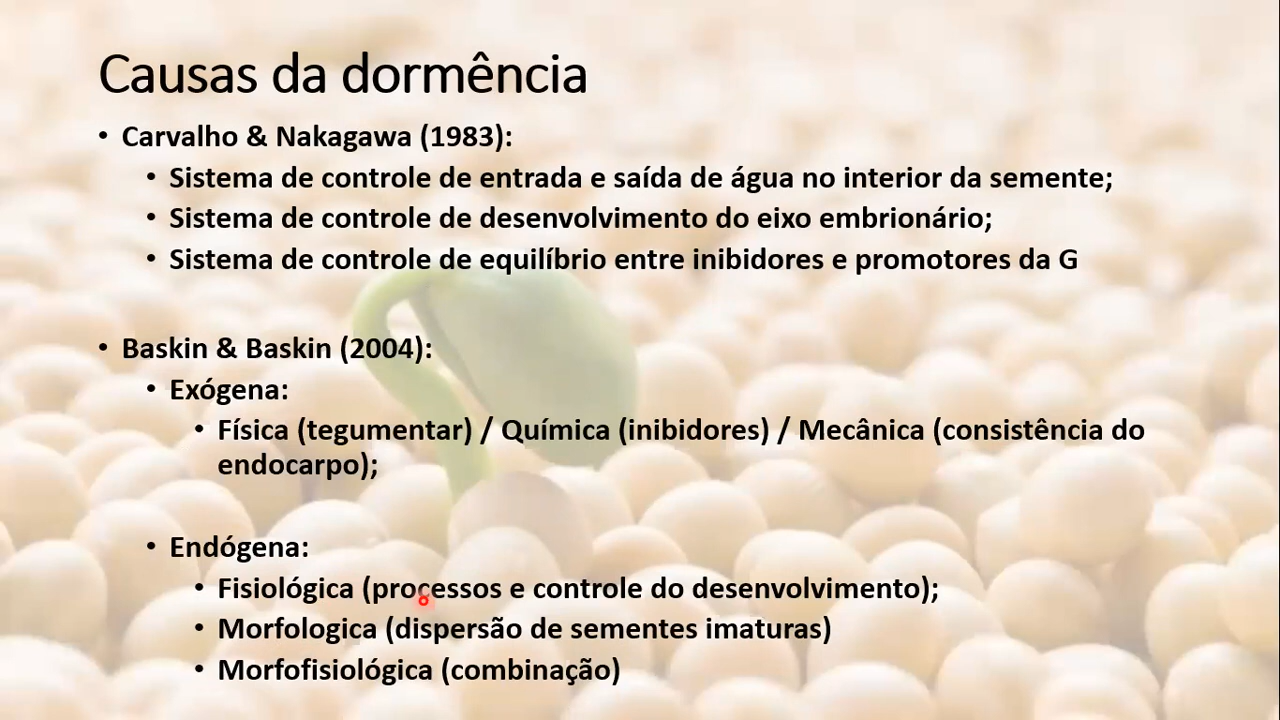 Causas da dormência
• Carvalho & Nakagawa (1983):
• Sistema de controle de entrada e saída de água no interior da semente;
• Sistema de controle de desenvolvimento do eixo embrionário;
• Sistema de controle de equilíbrio entre inibidores e promotores da G
• Baskin & Baskin (2004):
• Exógena:
• Física (tegumentar) / Química (inibidores) / Mecânica (consistência do
endocarpo);
• Endógena:
• Fisiológica (processos e controle do desenvolvimento);
• Morfologica (dispersão de sementes imaturas)
• Morfofisiológica (combinação)